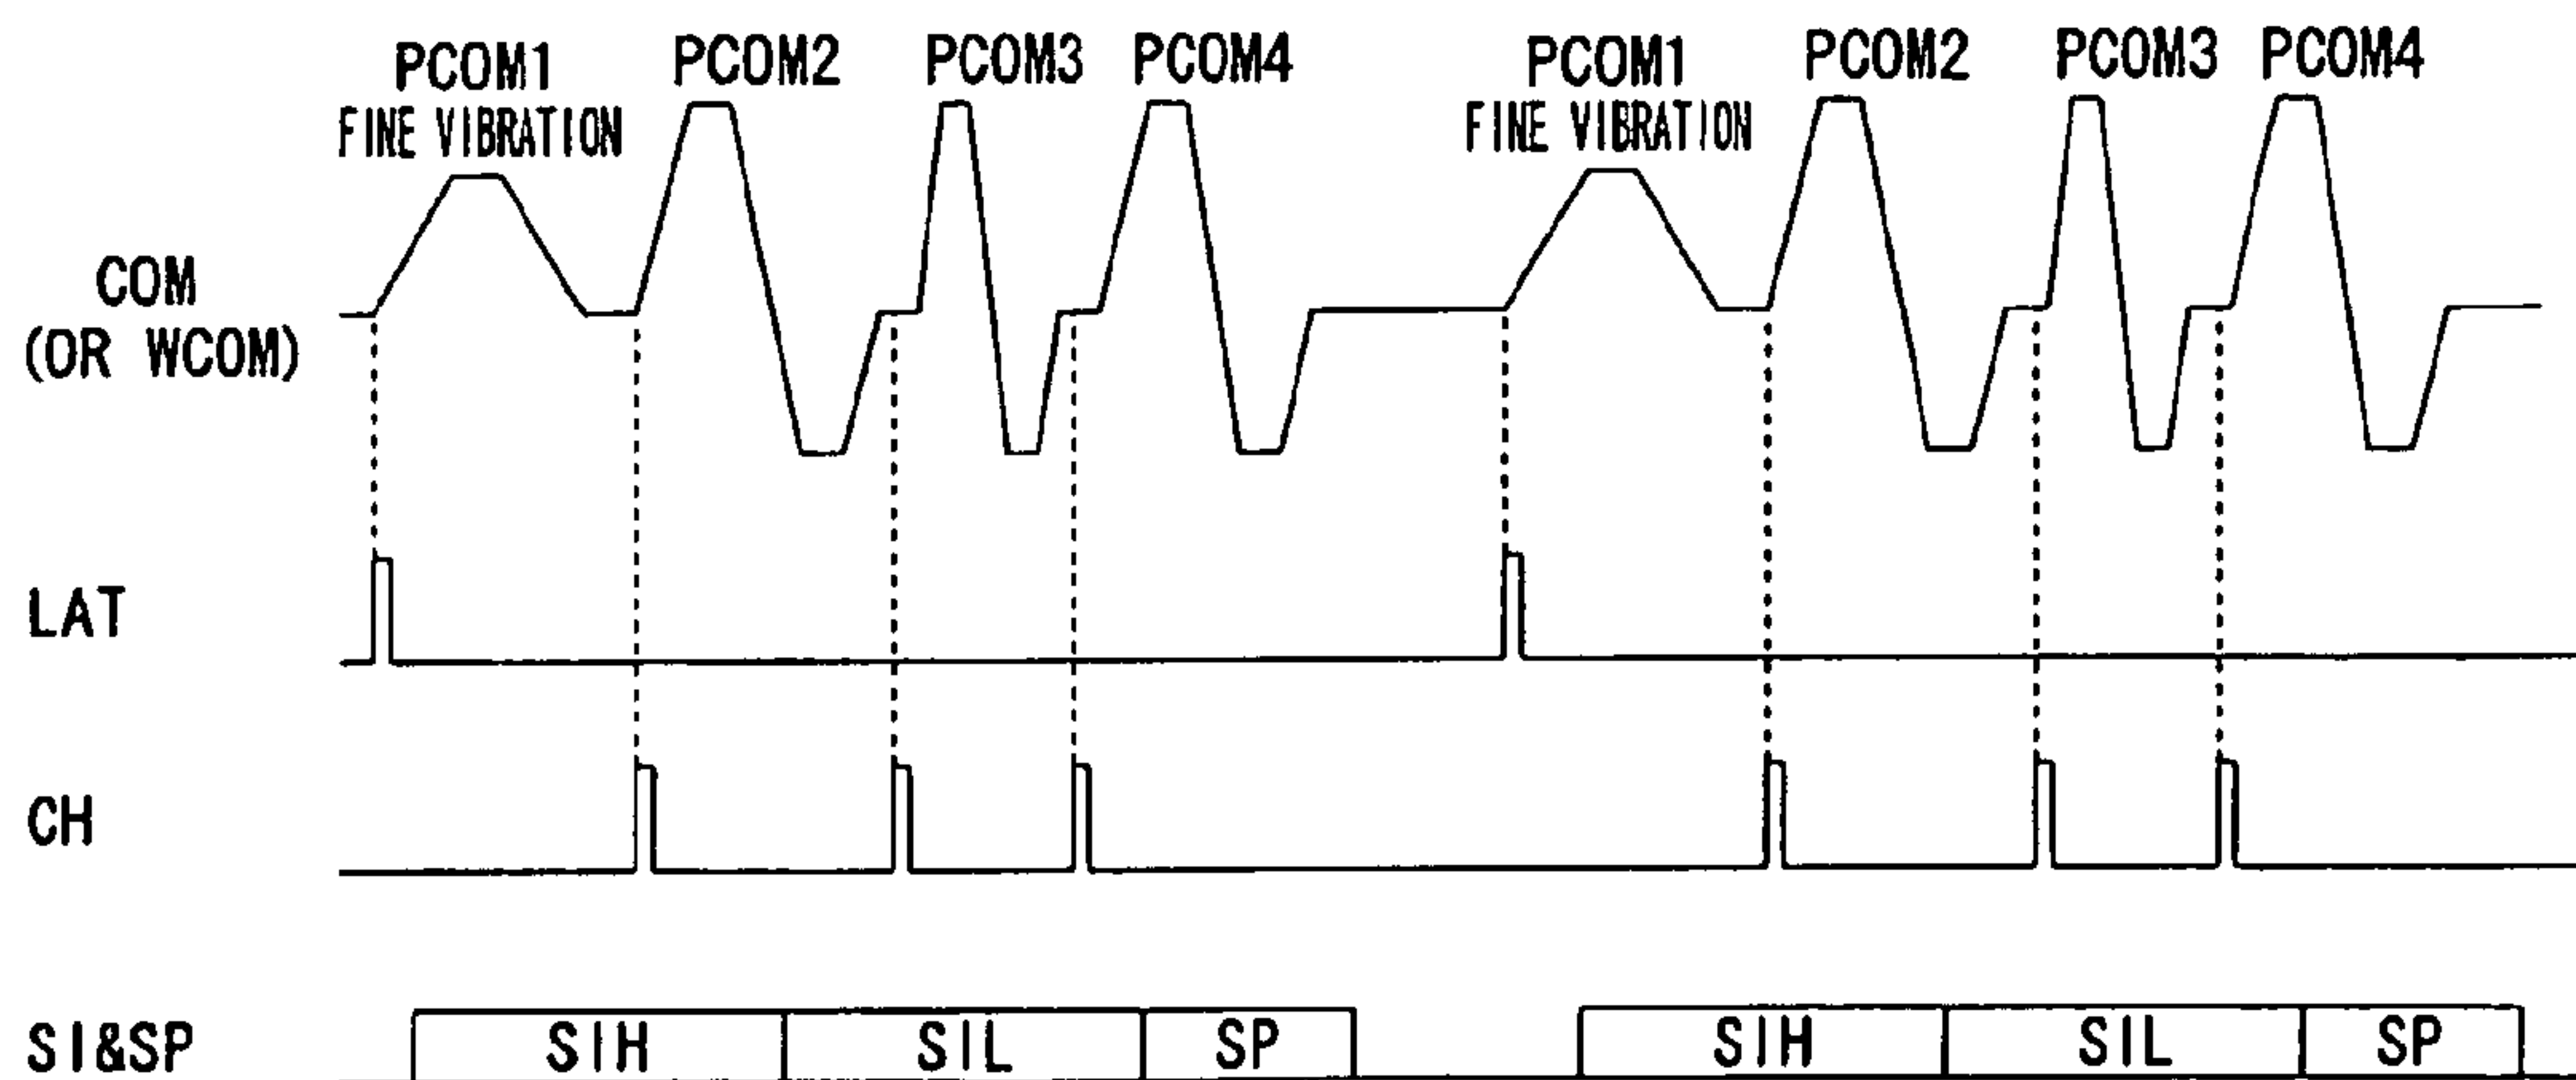 PCOM1 PCOM2 PCOM3 PCOM4 PCOM1 PCOM2 PCOM3 PCOM4
FINE VIBRATION FINE VIBRATION
COM
(OR WCOM)
LAT
CH
SI&SP SIH SIL SP SIH SIL SP